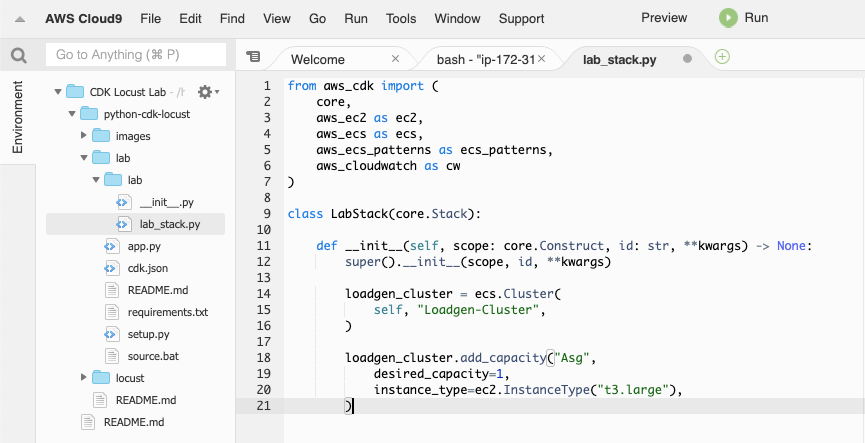 AWS Cloud9 File Edit Find View Go Run Tools Window Support Preview Run
Go to Anything (⌘ P)
Welcome bash - "ip-172-31 lab_stack.py
Environment
CDK Locust Lab - /h
python-cdk-locust
images
lab
lab
__init__.py
lab_stack.py
app.py
cdk.json
README.md
requirements.txt
setup.py
source.bat
locust
README.md
README.md
1 from aws_cdk import (
2     core,
3     aws_ec2 as ec2,
4     aws_ecs as ecs,
5     aws_ecs_patterns as ecs_patterns,
6     aws_cloudwatch as cw
7 )
8
9 class LabStack(core.Stack):
10
11     def __init__(self, scope: core.Construct, id: str, **kwargs) -> None:
12         super().__init__(scope, id, **kwargs)
13
14         loadgen_cluster = ecs.Cluster(
15             self, "Loadgen-Cluster",
16         )
17
18         loadgen_cluster.add_capacity("Asg",
19             desired_capacity=1,
20             instance_type=ec2.InstanceType("t3.large"),
21         )